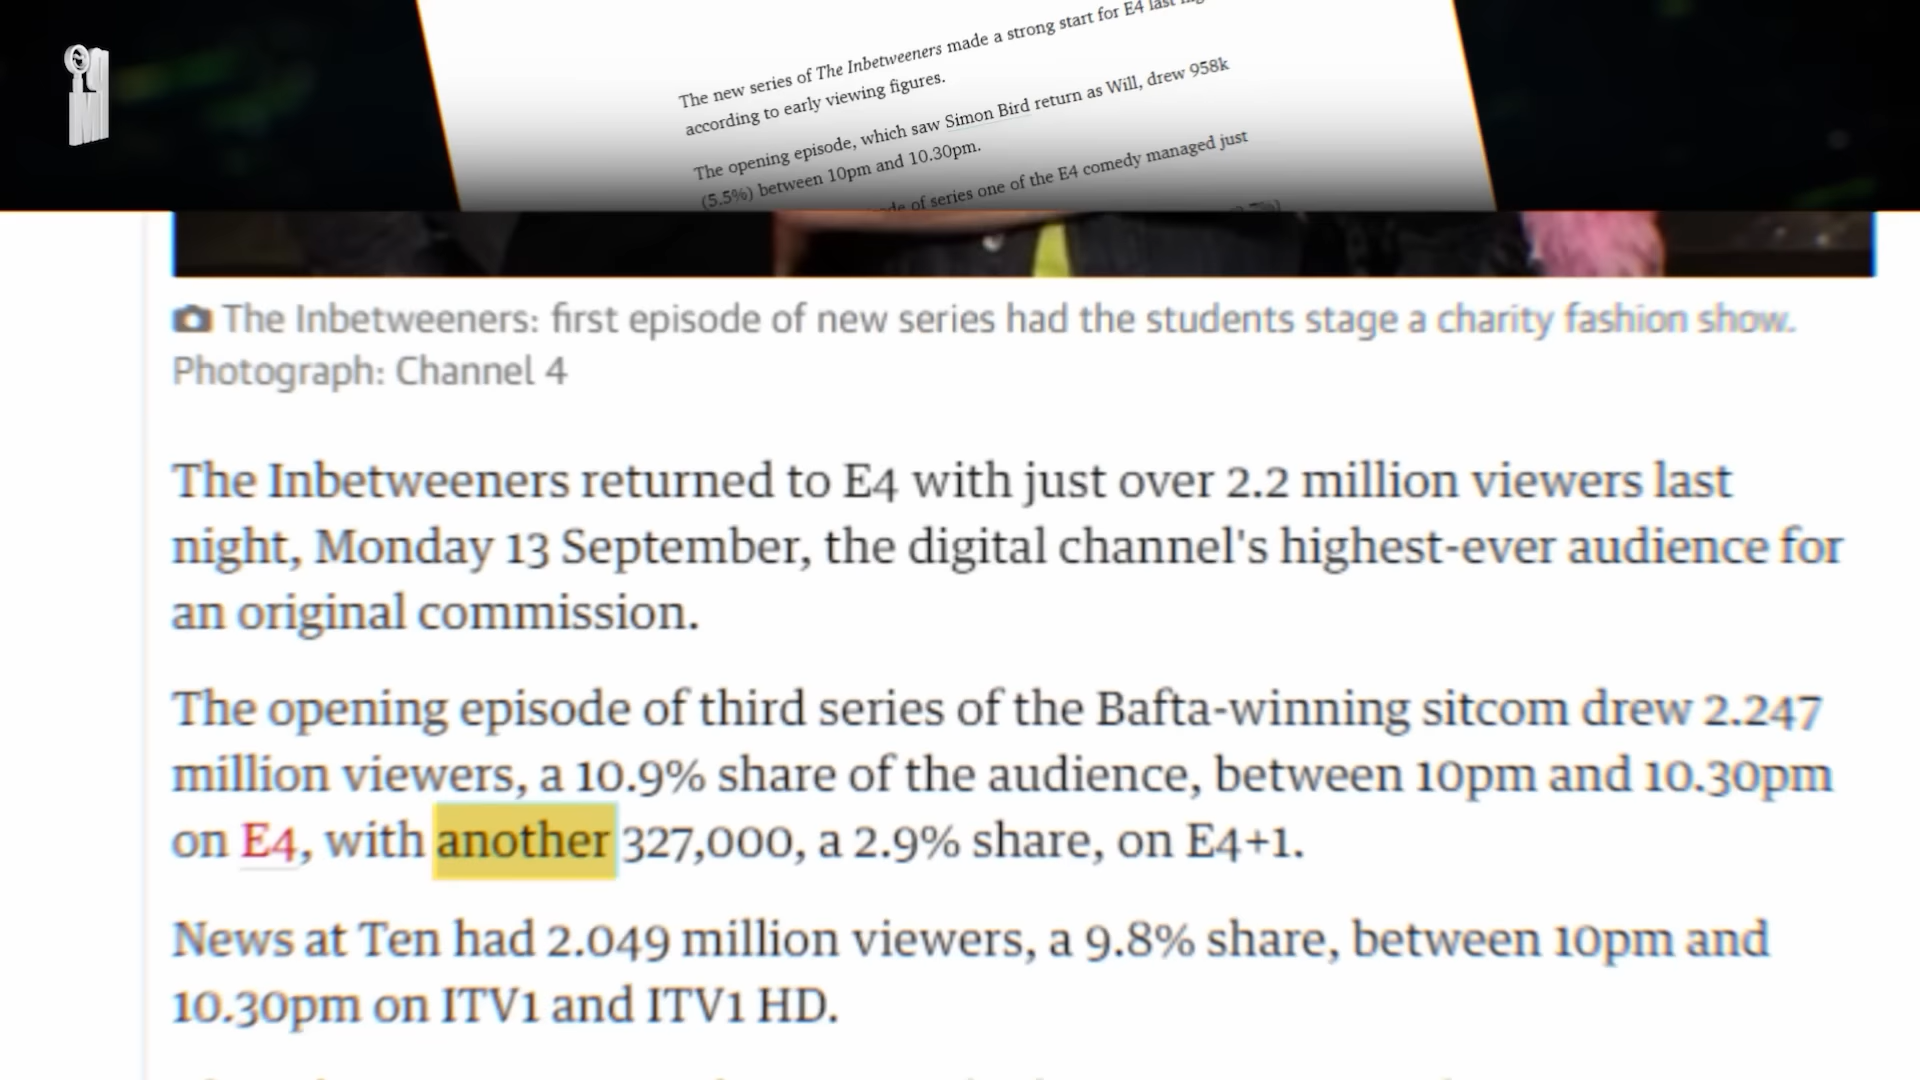 The new series of The Inbetweeners made a strong start for E4 last
according to early viewing figures.
The opening episode, which saw Simon Bird return as Will, drew 958k
(5.5%) between 10pm and 10.30pm.
of series one of the E4 comedy managed just
The Inbetweeners: first episode of new series had the students stage a charity fashion show.
Photograph: Channel 4
The Inbetweeners returned to E4 with just over 2.2 million viewers last
night, Monday 13 September, the digital channel's highest-ever audience for
an original commission.
The opening episode of third series of the Bafta-winning sitcom drew 2.247
million viewers, a 10.9% share of the audience, between 10pm and 10.30pm
on E4, with another 327,000, a 2.9% share, on E4+1.
News at Ten had 2.049 million viewers, a 9.8% share, between 10pm and
10.30pm on ITV1 and ITV1 HD.